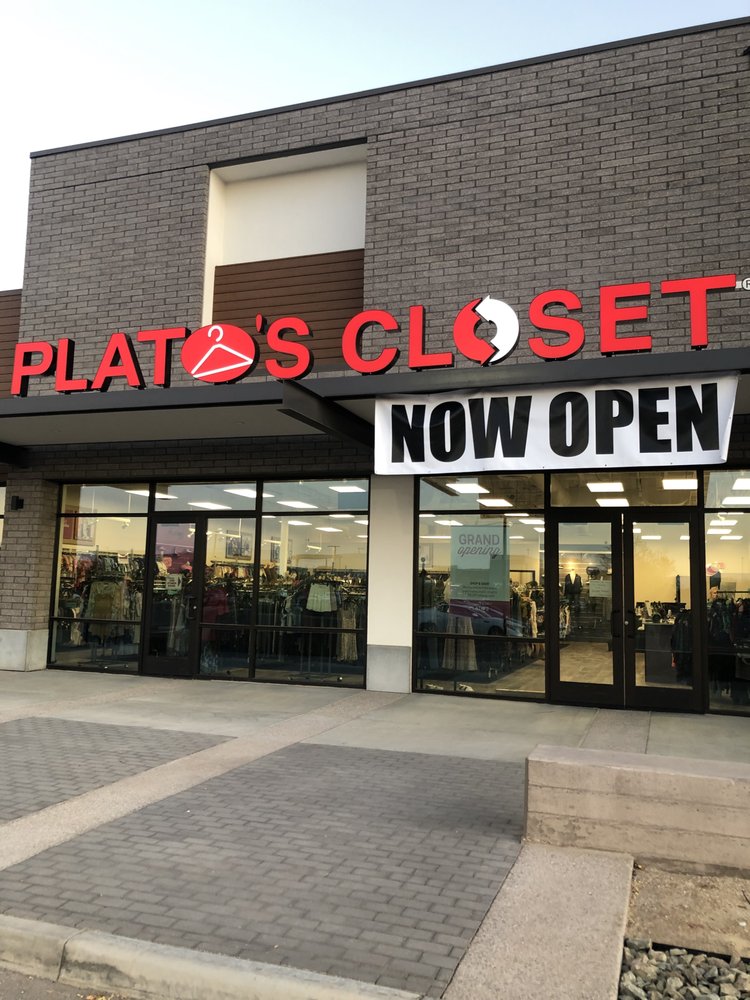 PLATO'S CLOSET®
NOW OPEN
GRAND
opening